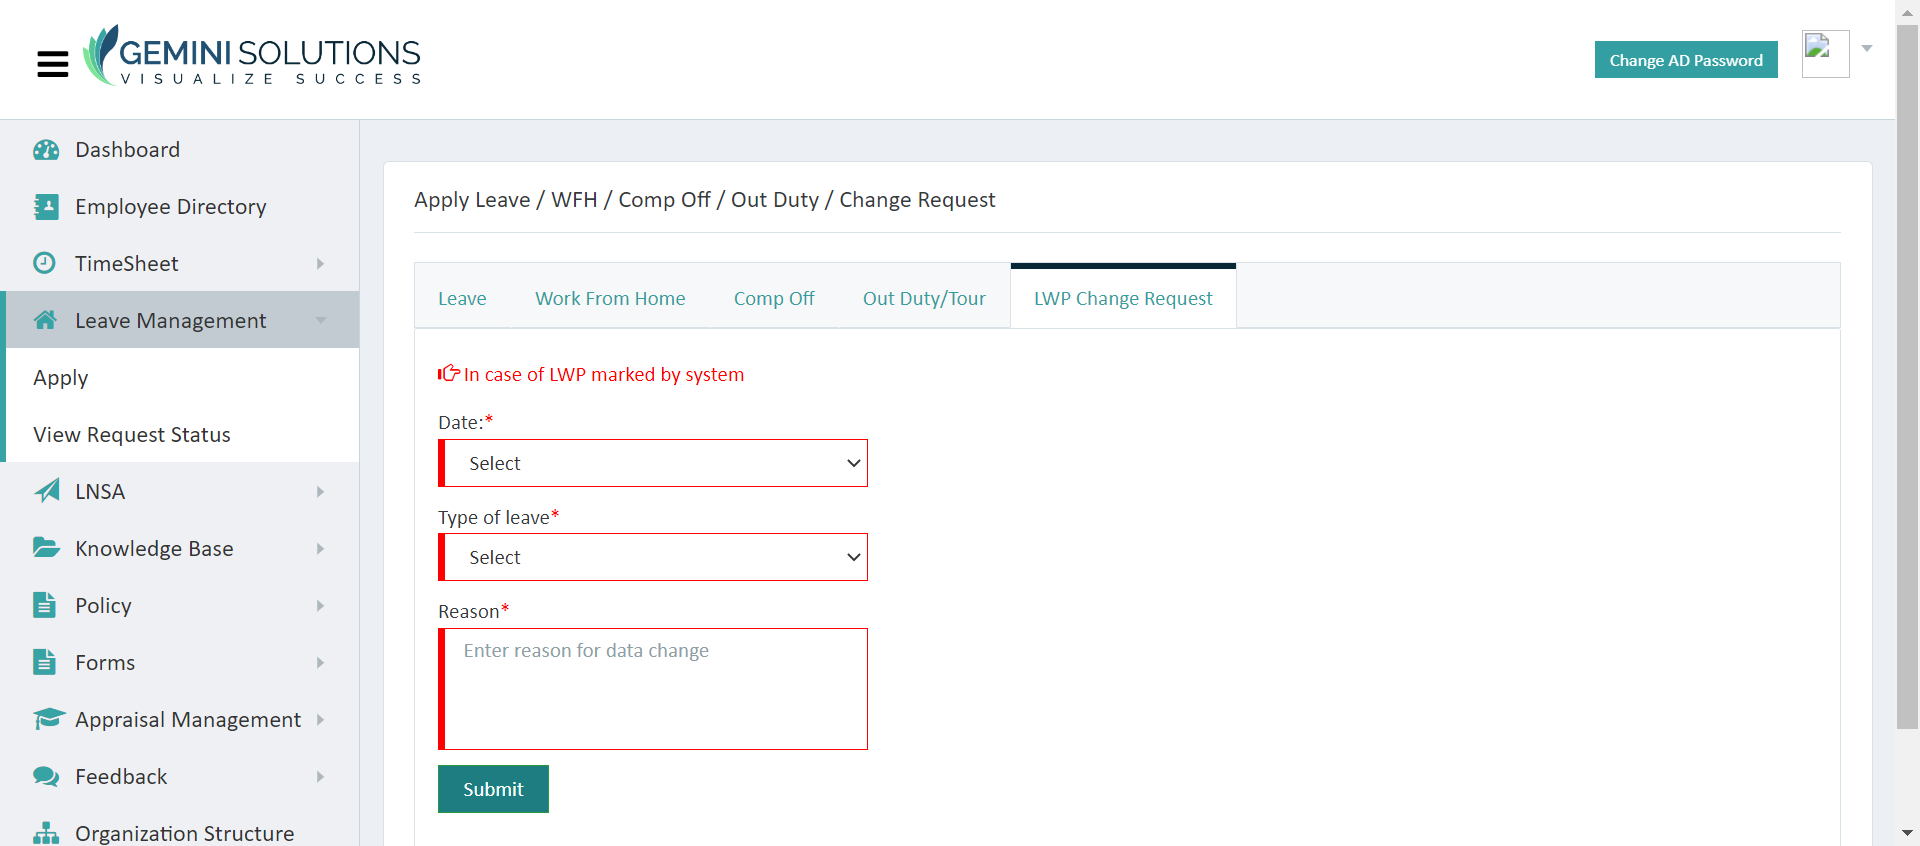 GEMINI SOLUTIONS
VISUALIZE SUCCESS
Change AD Password
Dashboard
Employee Directory
TimeSheet
Leave Management
Apply
View Request Status
LNSA
Knowledge Base
Policy
Forms
Appraisal Management
Feedback
Organization Structure
Apply Leave / WFH / Comp Off / Out Duty / Change Request
Leave Work From Home Comp Off Out Duty/Tour LWP Change Request
In case of LWP marked by system
Date:*
Select
Type of leave*
Select
Reason*
Enter reason for data change
Submit